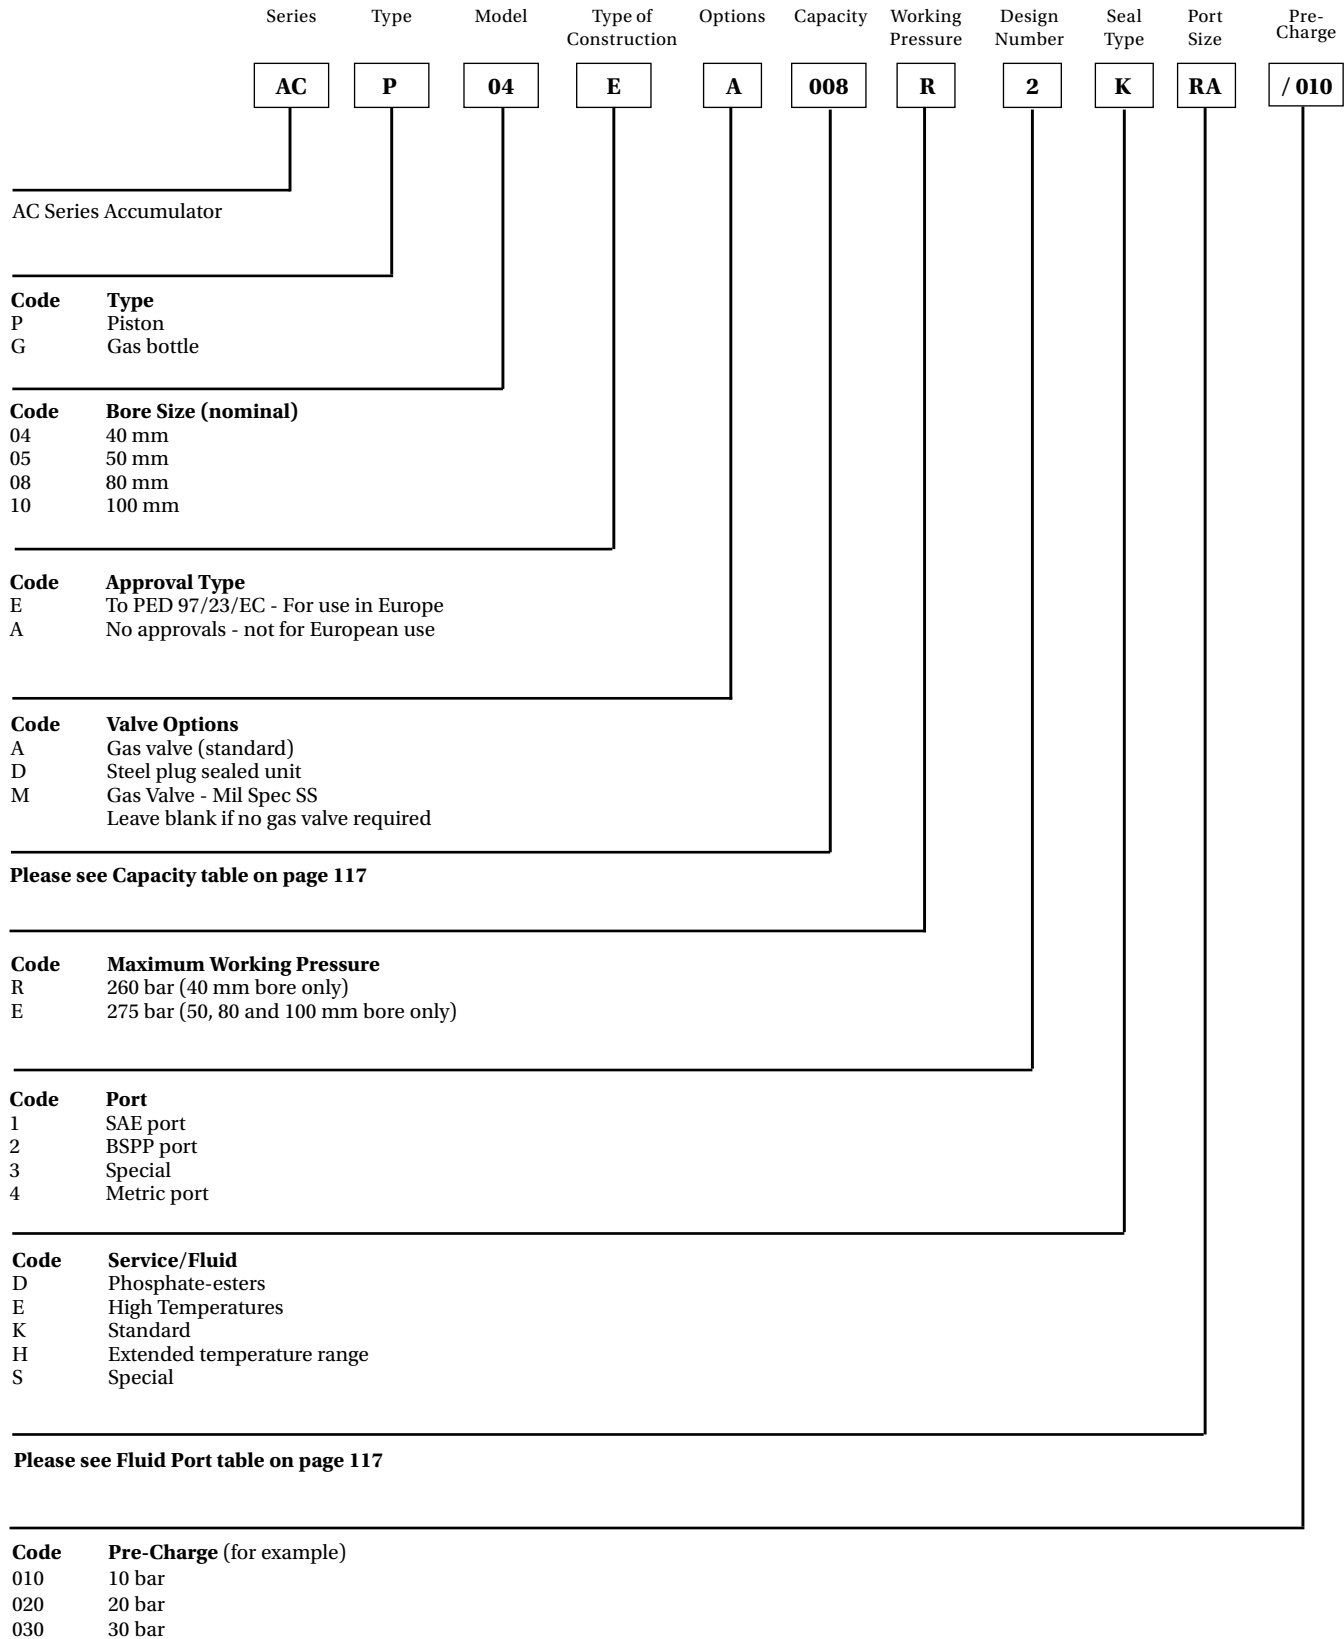 Series Type Model Type of Options Capacity Working Design Seal Port Pre-
Construction Pressure Number Type Size Charge
AC P 04 E A 008 R 2 K RA / 010
AC Series Accumulator
Code Type
P Piston
G Gas bottle
Code Bore Size (nominal)
04 40 mm
05 50 mm
08 80 mm
10 100 mm
Code Approval Type
E To PED 97/23/EC - For use in Europe
A No approvals - not for European use
Code Valve Options
A Gas valve (standard)
D Steel plug sealed unit
M Gas Valve - Mil Spec SS
Leave blank if no gas valve required
Please see Capacity table on page 117
Code Maximum Working Pressure
R 260 bar (40 mm bore only)
E 275 bar (50, 80 and 100 mm bore only)
Code Port
1 SAE port
2 BSPP port
3 Special
4 Metric port
Code Service/Fluid
D Phosphate-esters
E High Temperatures
K Standard
H Extended temperature range
S Special
Please see Fluid Port table on page 117
Code Pre-Charge (for example)
010 10 bar
020 20 bar
030 30 bar